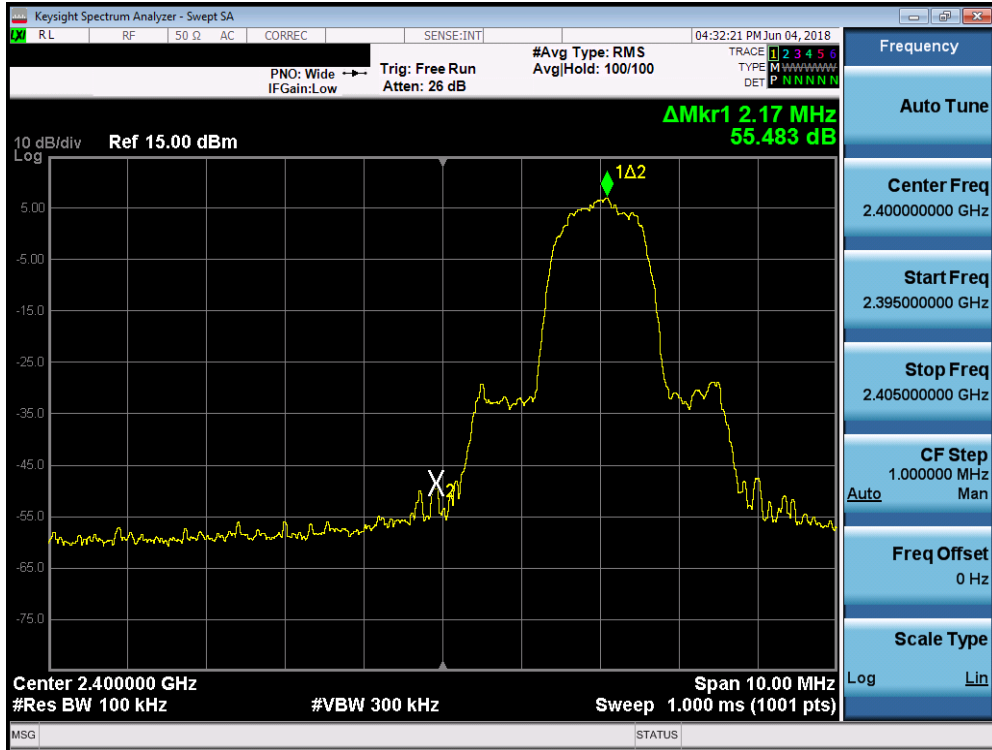 Keysight Spectrum Analyzer - Swept SA
LXI RL RF 50 Ω AC CORREC SENSE:INT 04:32:21 PM Jun 04, 2018
PNO: Wide
IFGain:Low
Trig: Free Run
Atten: 26 dB
#Avg Type: RMS
Avg|Hold: 100/100
TRACE 1 2 3 4 5 6
TYPE M W W W W W
DET P N N N N N
ΔMkr1 2.17 MHz
55.483 dB
10 dB/div Ref 15.00 dBm
Log
1Δ2
5.00
-5.00
-15.0
-25.0
-35.0
-45.0
X2
-55.0
-65.0
-75.0
Center 2.400000 GHz Span 10.00 MHz
#Res BW 100 kHz #VBW 300 kHz Sweep 1.000 ms (1001 pts)
MSG STATUS
Frequency
Auto Tune
Center Freq
2.400000000 GHz
Start Freq
2.395000000 GHz
Stop Freq
2.405000000 GHz
CF Step
1.000000 MHz
Auto Man
Freq Offset
0 Hz
Scale Type
Log Lin